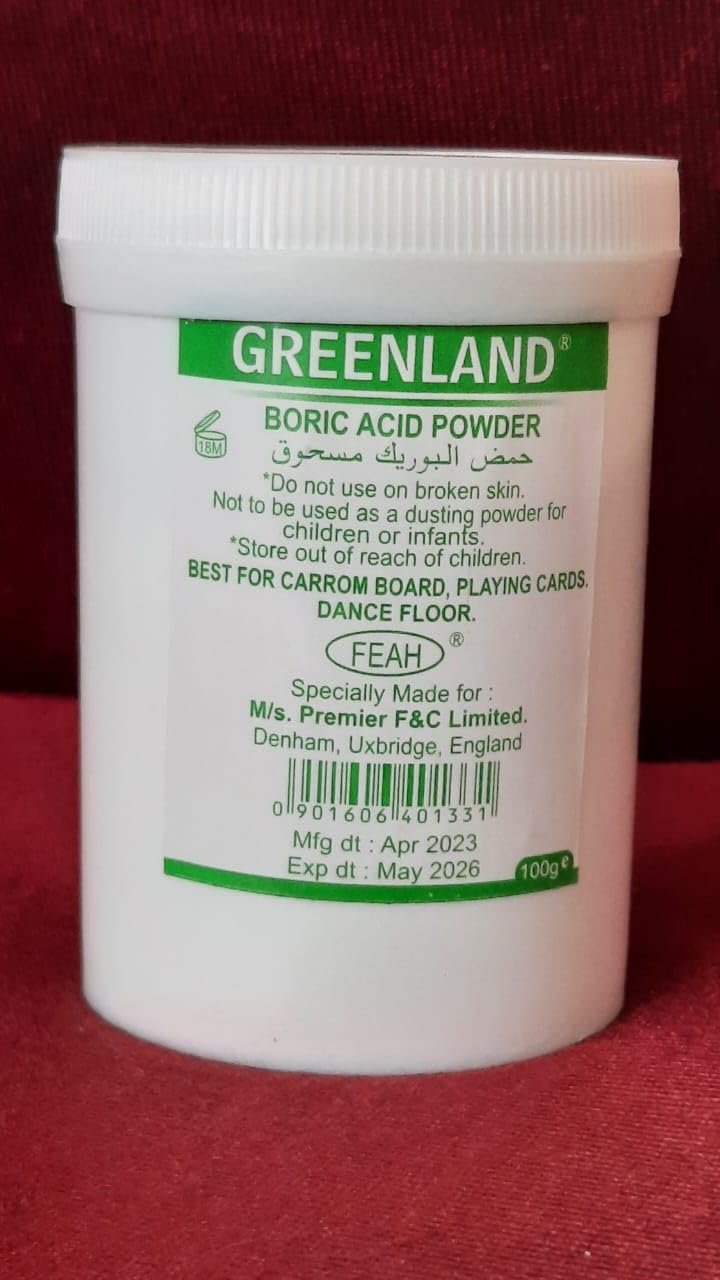 GREENLAND®
BORIC ACID POWDER
18M
حمض البوريك مسحوق
*Do not use on broken skin.
Not to be used as a dusting powder for
children or infants.
*Store out of reach of children.
BEST FOR CARROM BOARD, PLAYING CARDS.
DANCE FLOOR.
FEAH ®
Specially Made for :
M/s. Premier F&C Limited.
Denham, Uxbridge, England
0 901606 401331
Mfg dt : Apr 2023
Exp dt : May 2026
100g e